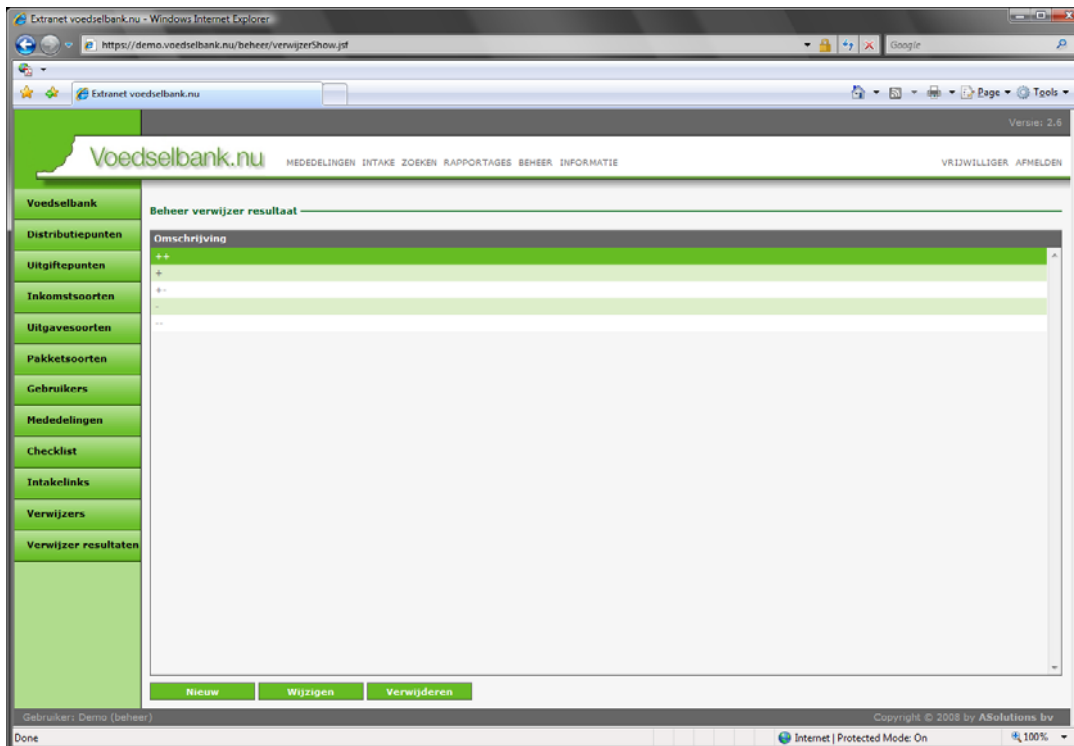 Extranet voedselbank.nu - Windows Internet Explorer
https://demo.voedselbank.nu/beheer/verwijzerShow.jsf
Google
Extranet voedselbank.nu
Page
Tools
Versie: 2.6
Voedselbank.nu
MEDEDELINGEN INTAKE ZOEKEN RAPPORTAGES BEHEER INFORMATIE
VRIJWILLIGER AFMELDEN
Voedselbank
Distributiepunten
Uitgiftepunten
Inkomstsoorten
Uitgavesoorten
Pakketsoorten
Gebruikers
Mededelingen
Checklist
Intakelinks
Verwijzers
Verwijzer resultaten
Beheer verwijzer resultaat
Omschrijving
++
+
+-
-
--
Nieuw
Wijzigen
Verwijderen
Gebruiker: Demo (beheer)
Copyright © 2008 by ASolutions bv
Done
Internet | Protected Mode: On
100%